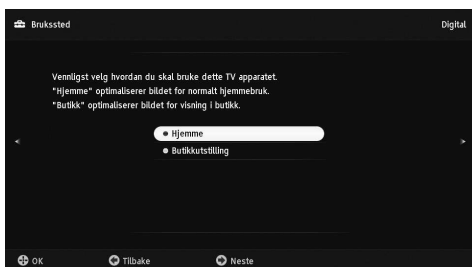 Brukssted Digital
Vennligst velg hvordan du skal bruke dette TV apparatet.
"Hjemme" optimaliserer bildet for normalt hjemmebruk.
"Butikk" optimaliserer bildet for visning i butikk.
Hjemme
Butikkutstilling
OK Tilbake Neste